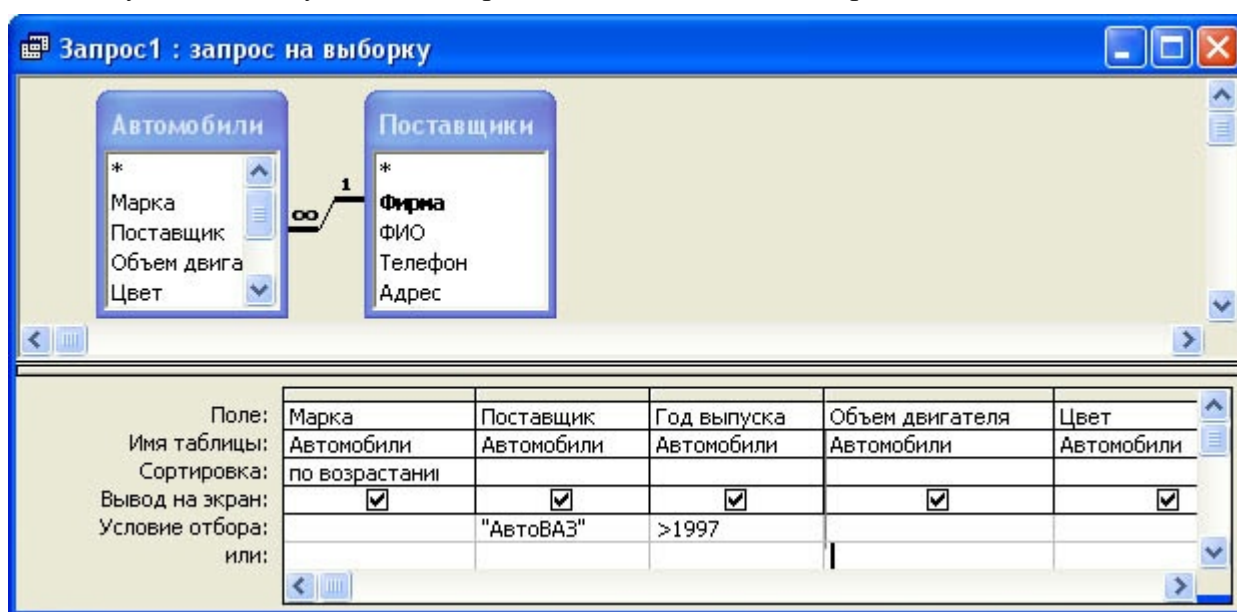 Запрос1 : запрос на выборку
Автомобили
*
Марка
Поставщик
Объем двига
Цвет
∞
1
Поставщики
*
Фирма
ФИО
Телефон
Адрес
Поле: Марка Поставщик Год выпуска Объем двигателя Цвет
Имя таблицы: Автомобили Автомобили Автомобили Автомобили Автомобили
Сортировка: по возрастани
Вывод на экран:
Условие отбора: "АвтоВАЗ" >1997
или: